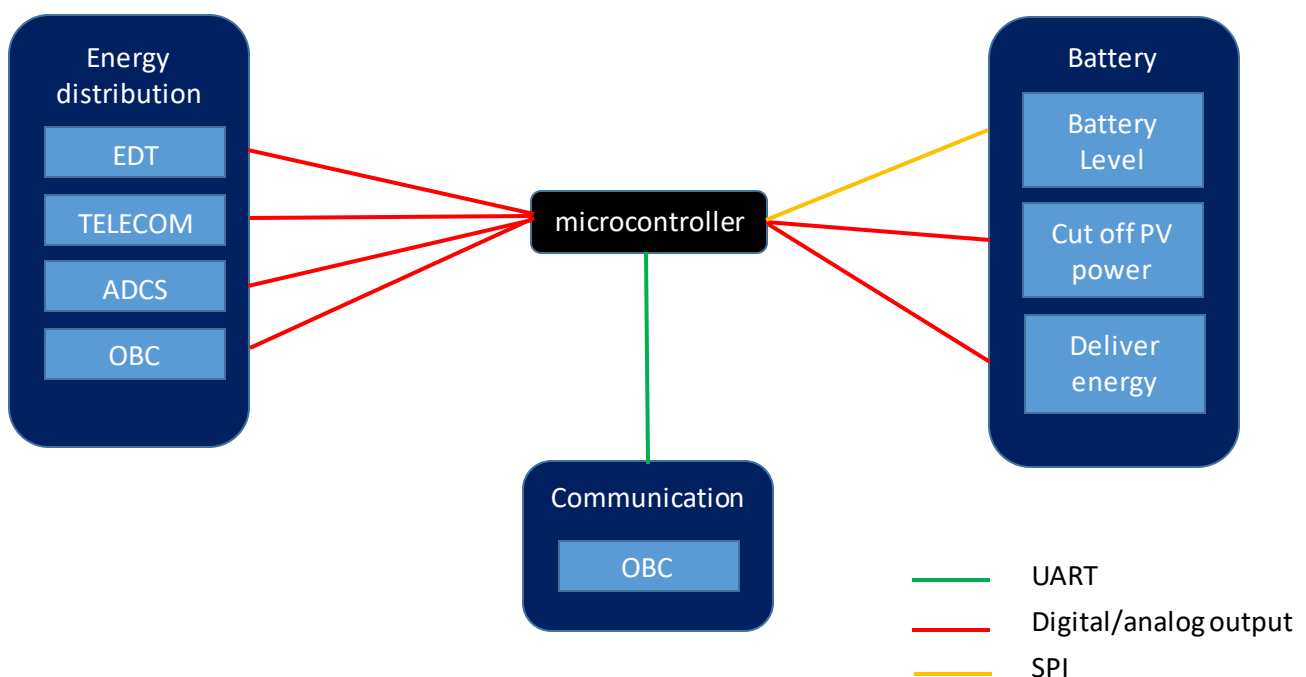 Energy
distribution
EDT
TELECOM
ADCS
OBC
microcontroller
Battery
Battery
Level
Cut off PV
power
Deliver
energy
Communication
OBC
UART
Digital/analog output
SPI